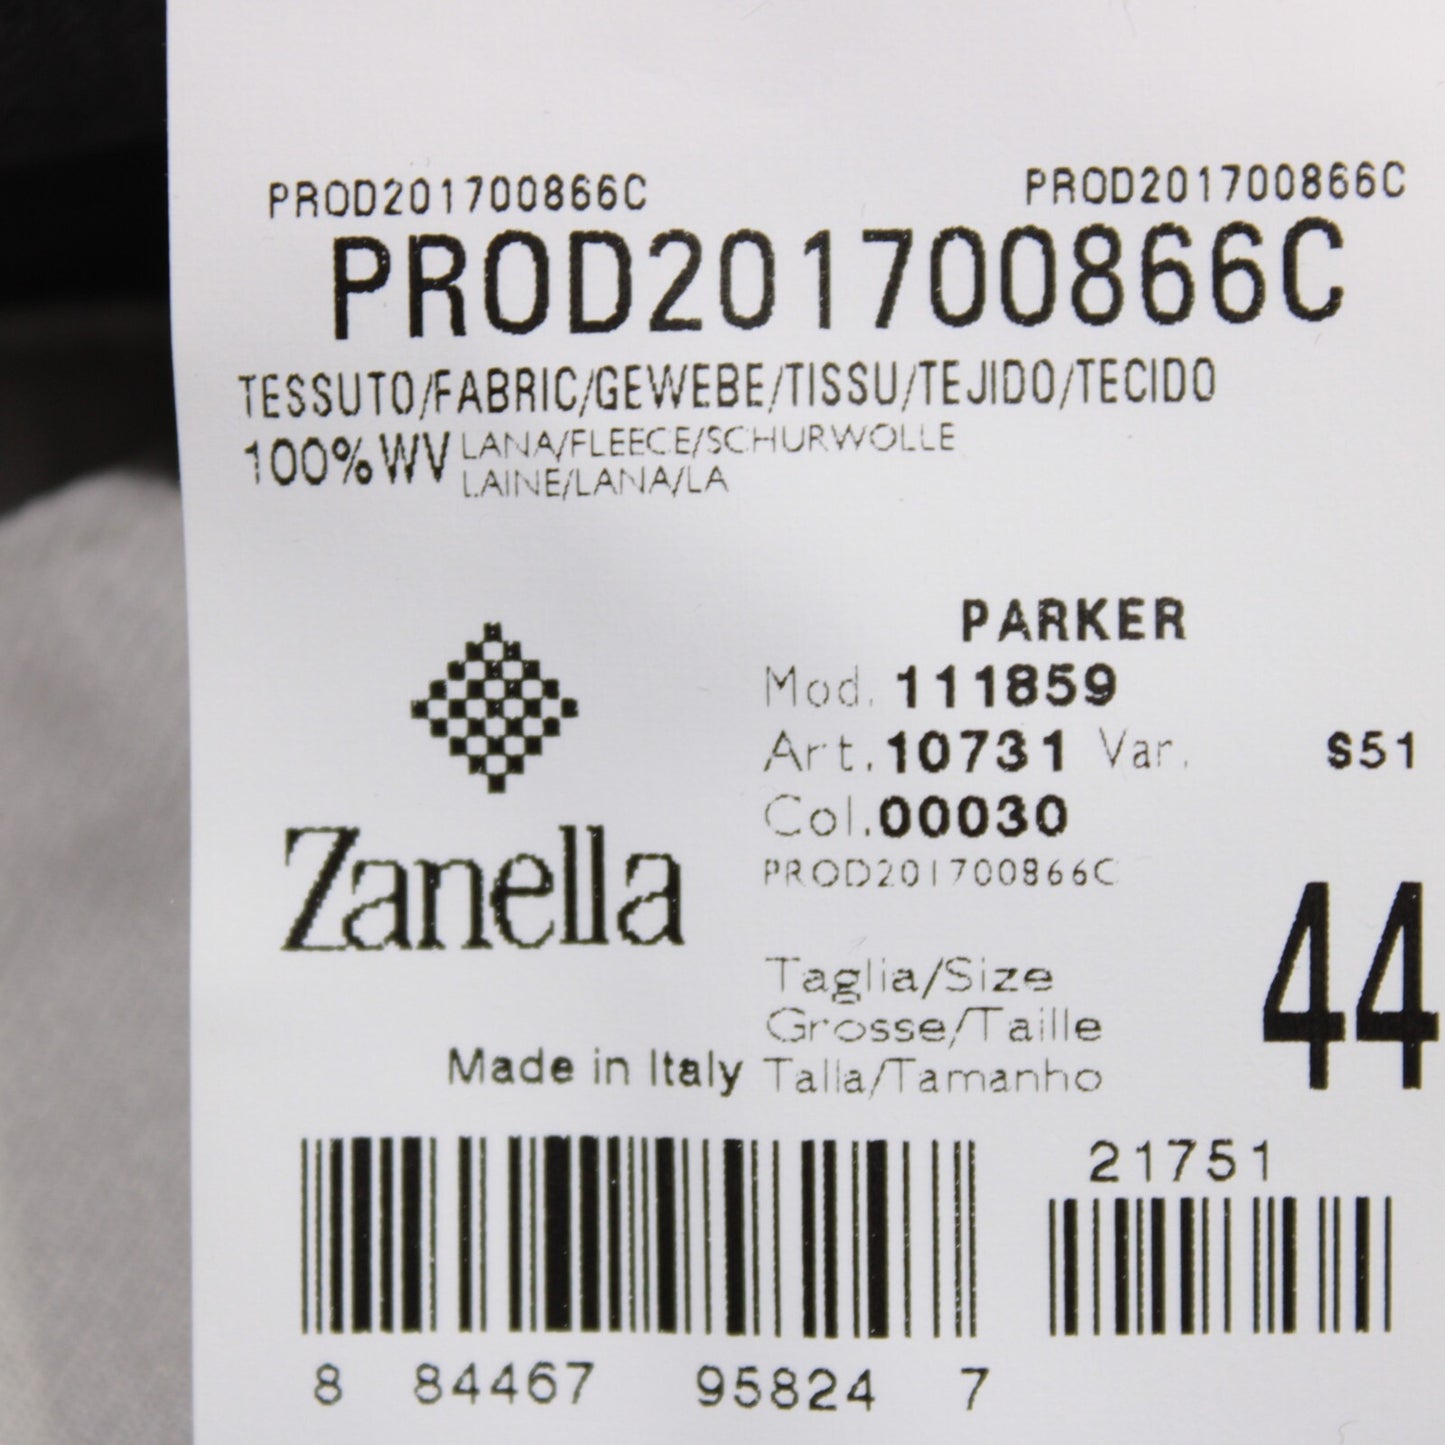 PROD201700866C PROD201700866C
PROD201700866C
TESSUTO/FABRIC/GEWEBE/TISSU/TEJIDO/TECIDO
100% WV LANA/FLEECE/SCHURWOLLE
LAINE/LANA/LA
PARKER
Mod. 111859
Art. 10731 Var. S51
Col. 00030
PROD201700866C
Zanella
Taglia/Size
Grosse/Taille
Talla/Tamanho
44
Made in Italy
21751
8 84467 95824 7